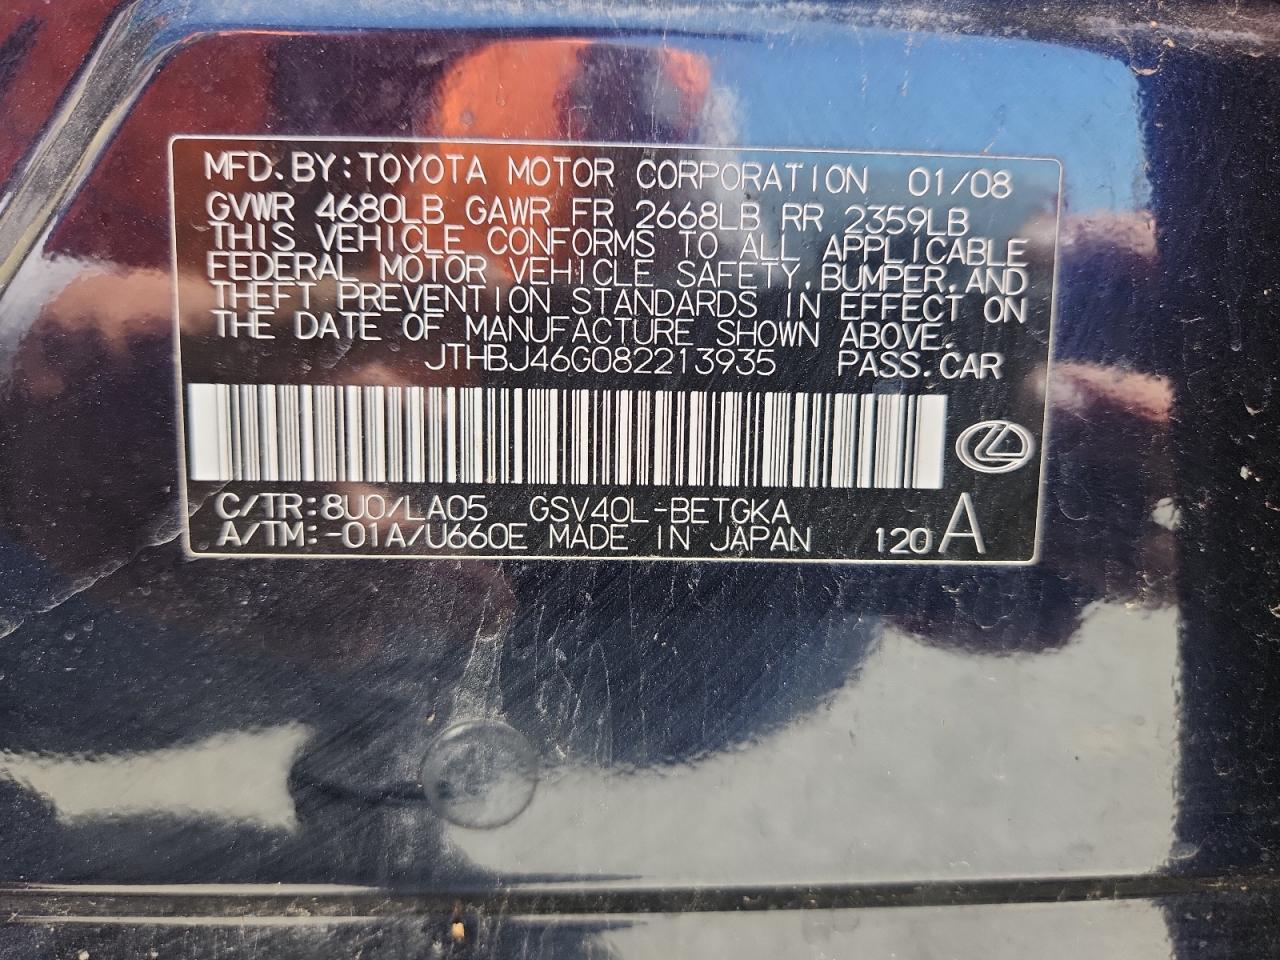 MFD. BY: TOYOTA MOTOR CORPORATION 01/08
GVWR 4680LB GAWR FR 2668LB RR 2359LB
THIS VEHICLE CONFORMS TO ALL APPLICABLE
FEDERAL MOTOR VEHICLE SAFETY, BUMPER, AND
THEFT PREVENTION STANDARDS IN EFFECT ON
THE DATE OF MANUFACTURE SHOWN ABOVE.
JTHBJ46G082213935 PASS. CAR
C/TR: 8U0/LA05 GSV40L-BETGKA
A/TM: -01A/U660E MADE IN JAPAN 120 A